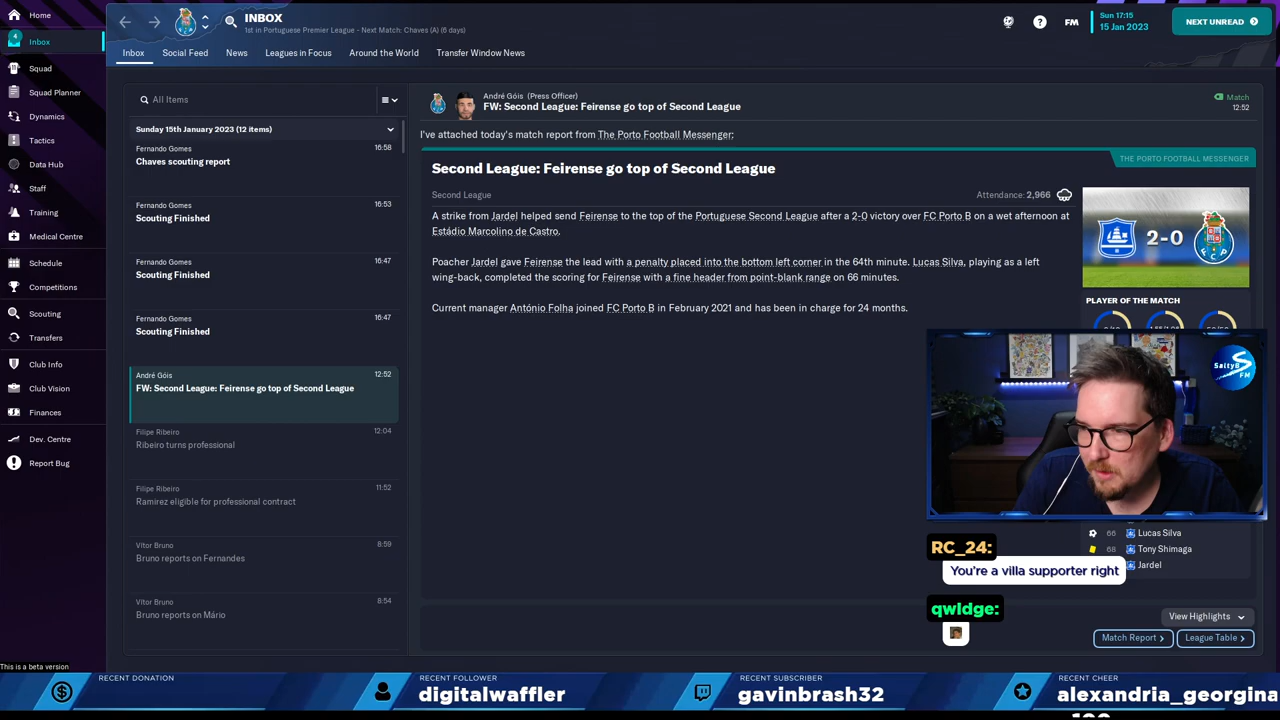 Home
4
Inbox
Squad
Squad Planner
Dynamics
Tactics
Data Hub
Staff
Training
Medical Centre
Schedule
Competitions
Scouting
Transfers
Club Info
Club Vision
Finances
Dev. Centre
Report Bug
This is a beta version
INBOX
1st in Portuguese Premier League - Next Match: Chaves (A) (6 days)
FM
Sun 17:15
15 Jan 2023
NEXT UNREAD
Inbox
Social Feed
News
Leagues in Focus
Around the World
Transfer Window News
All Items
Sunday 15th January 2023 (12 items)
Fernando Gomes 16:58
Chaves scouting report
Fernando Gomes 16:53
Scouting Finished
Fernando Gomes 16:47
Scouting Finished
Fernando Gomes 16:47
Scouting Finished
André Góis 12:52
FW: Second League: Feirense go top of Second League
Filipe Ribeiro 12:04
Ribeiro turns professional
Filipe Ribeiro 11:52
Ramirez eligible for professional contract
Vítor Bruno 8:59
Bruno reports on Fernandes
Vítor Bruno 8:54
Bruno reports on Mário
André Góis (Press Officer)
FW: Second League: Feirense go top of Second League
Match
12:52
I've attached today's match report from The Porto Football Messenger:
THE PORTO FOOTBALL MESSENGER
Second League: Feirense go top of Second League
Second League
Attendance: 2,966
A strike from Jardel helped send Feirense to the top of the Portuguese Second League after a 2-0 victory over FC Porto B on a wet afternoon at
Estádio Marcolino de Castro.
Poacher Jardel gave Feirense the lead with a penalty placed into the bottom left corner in the 64th minute. Lucas Silva, playing as a left
wing-back, completed the scoring for Feirense with a fine header from point-blank range on 66 minutes.
Current manager António Folha joined FC Porto B in February 2021 and has been in charge for 24 months.
2-0
PLAYER OF THE MATCH
SaltyB
FM
66 Lucas Silva
68 Tony Shimaga
Jardel
RC_24:
You're a villa supporter right
qwldge:
View Highlights
Match Report
League Table
RECENT DONATION
RECENT FOLLOWER
digitalwaffler
RECENT SUBSCRIBER
gavinbrash32
RECENT CHEER
alexandria_georgina